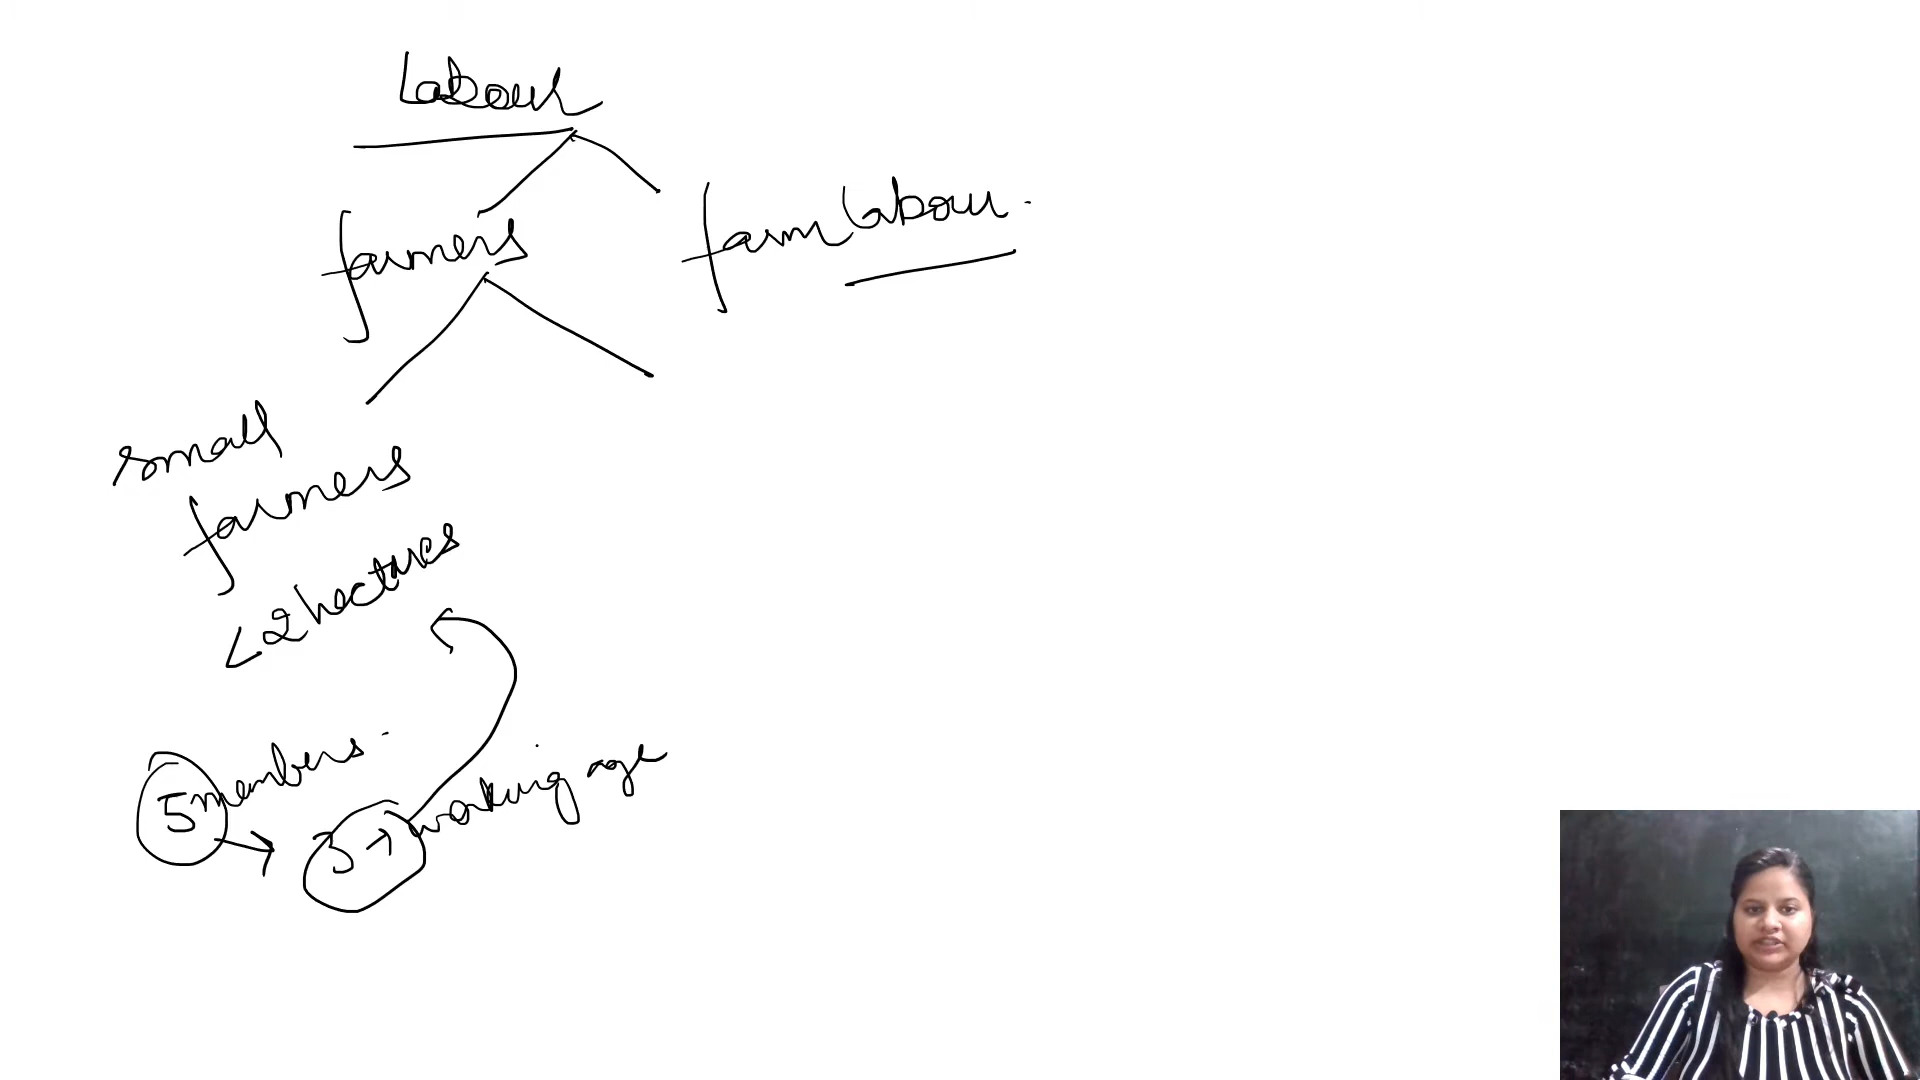 Labour
farmers
farm labour.
small
farmers
<2 hectares
5 members.
3 → working age